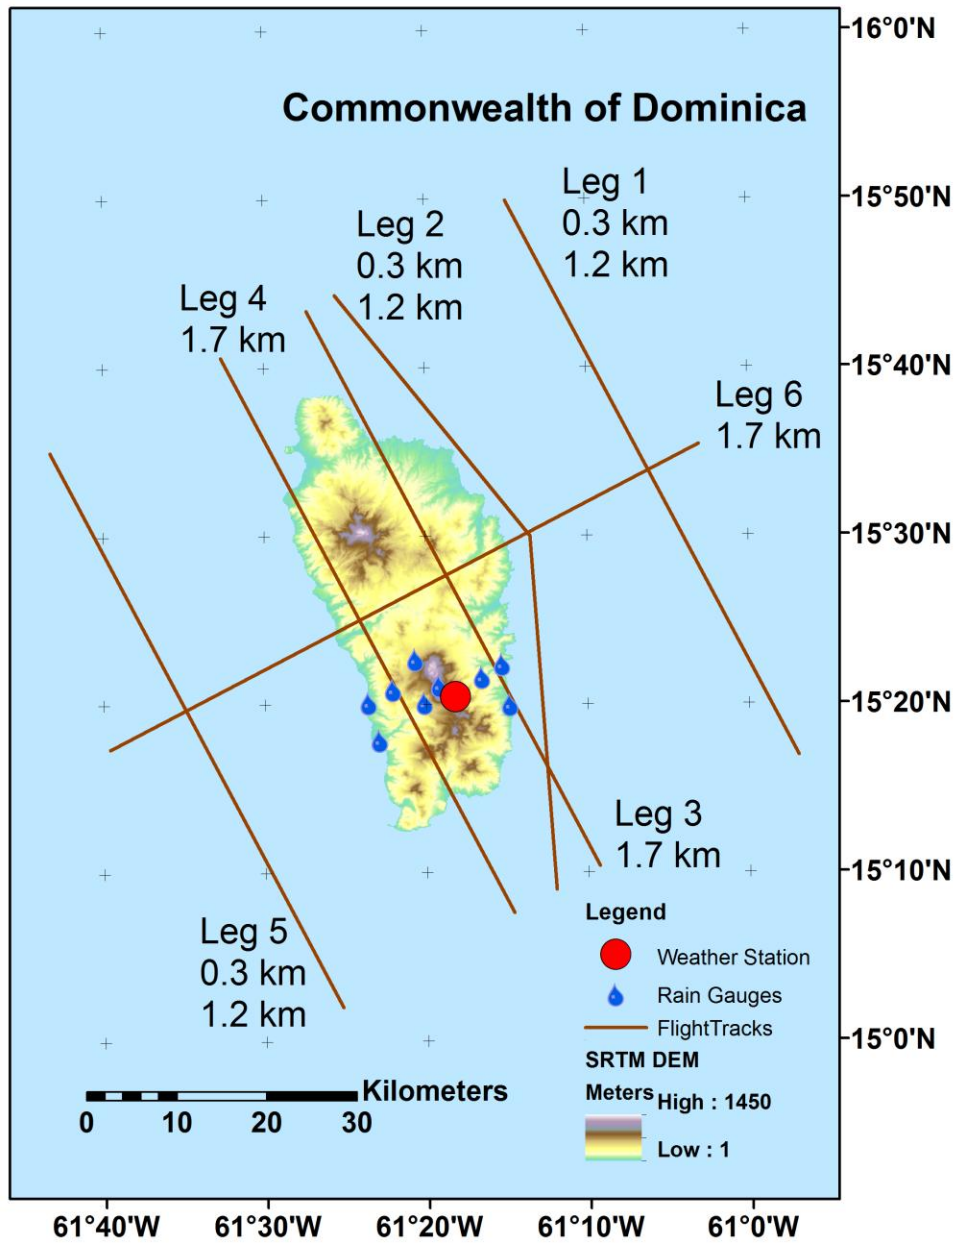 16°0'N
Commonwealth of Dominica
Leg 1
0.3 km
1.2 km
15°50'N
Leg 2
0.3 km
1.2 km
Leg 4
1.7 km
15°40'N
Leg 6
1.7 km
15°30'N
15°20'N
Leg 3
1.7 km
15°10'N
Leg 5
0.3 km
1.2 km
Legend
Weather Station
Rain Gauges
FlightTracks
15°0'N
SRTM DEM
Meters
High : 1450
Low : 1
Kilometers
0 10 20 30
61°40'W 61°30'W 61°20'W 61°10'W 61°0'W